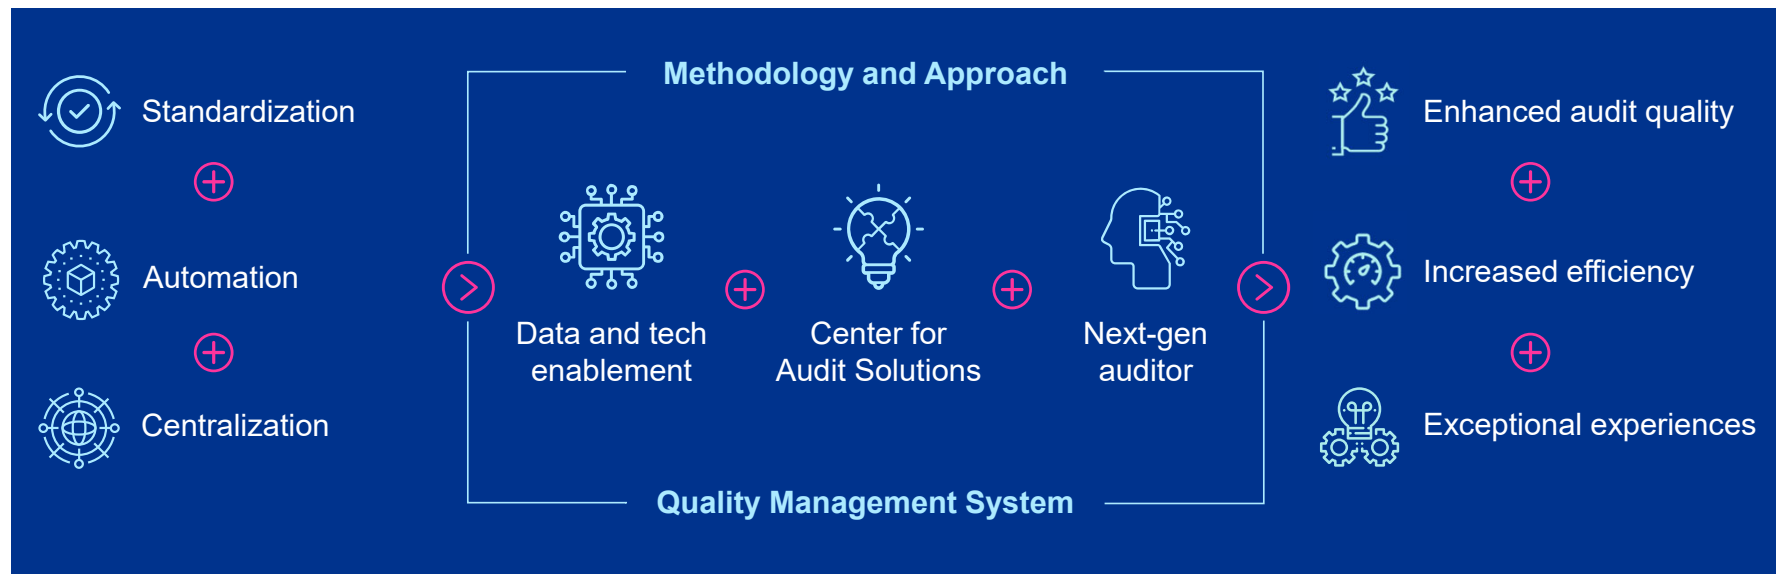 Standardization
Automation
Centralization
Methodology and Approach
Data and tech
enablement
Center for
Audit Solutions
Next-gen
auditor
Quality Management System
Enhanced audit quality
Increased efficiency
Exceptional experiences